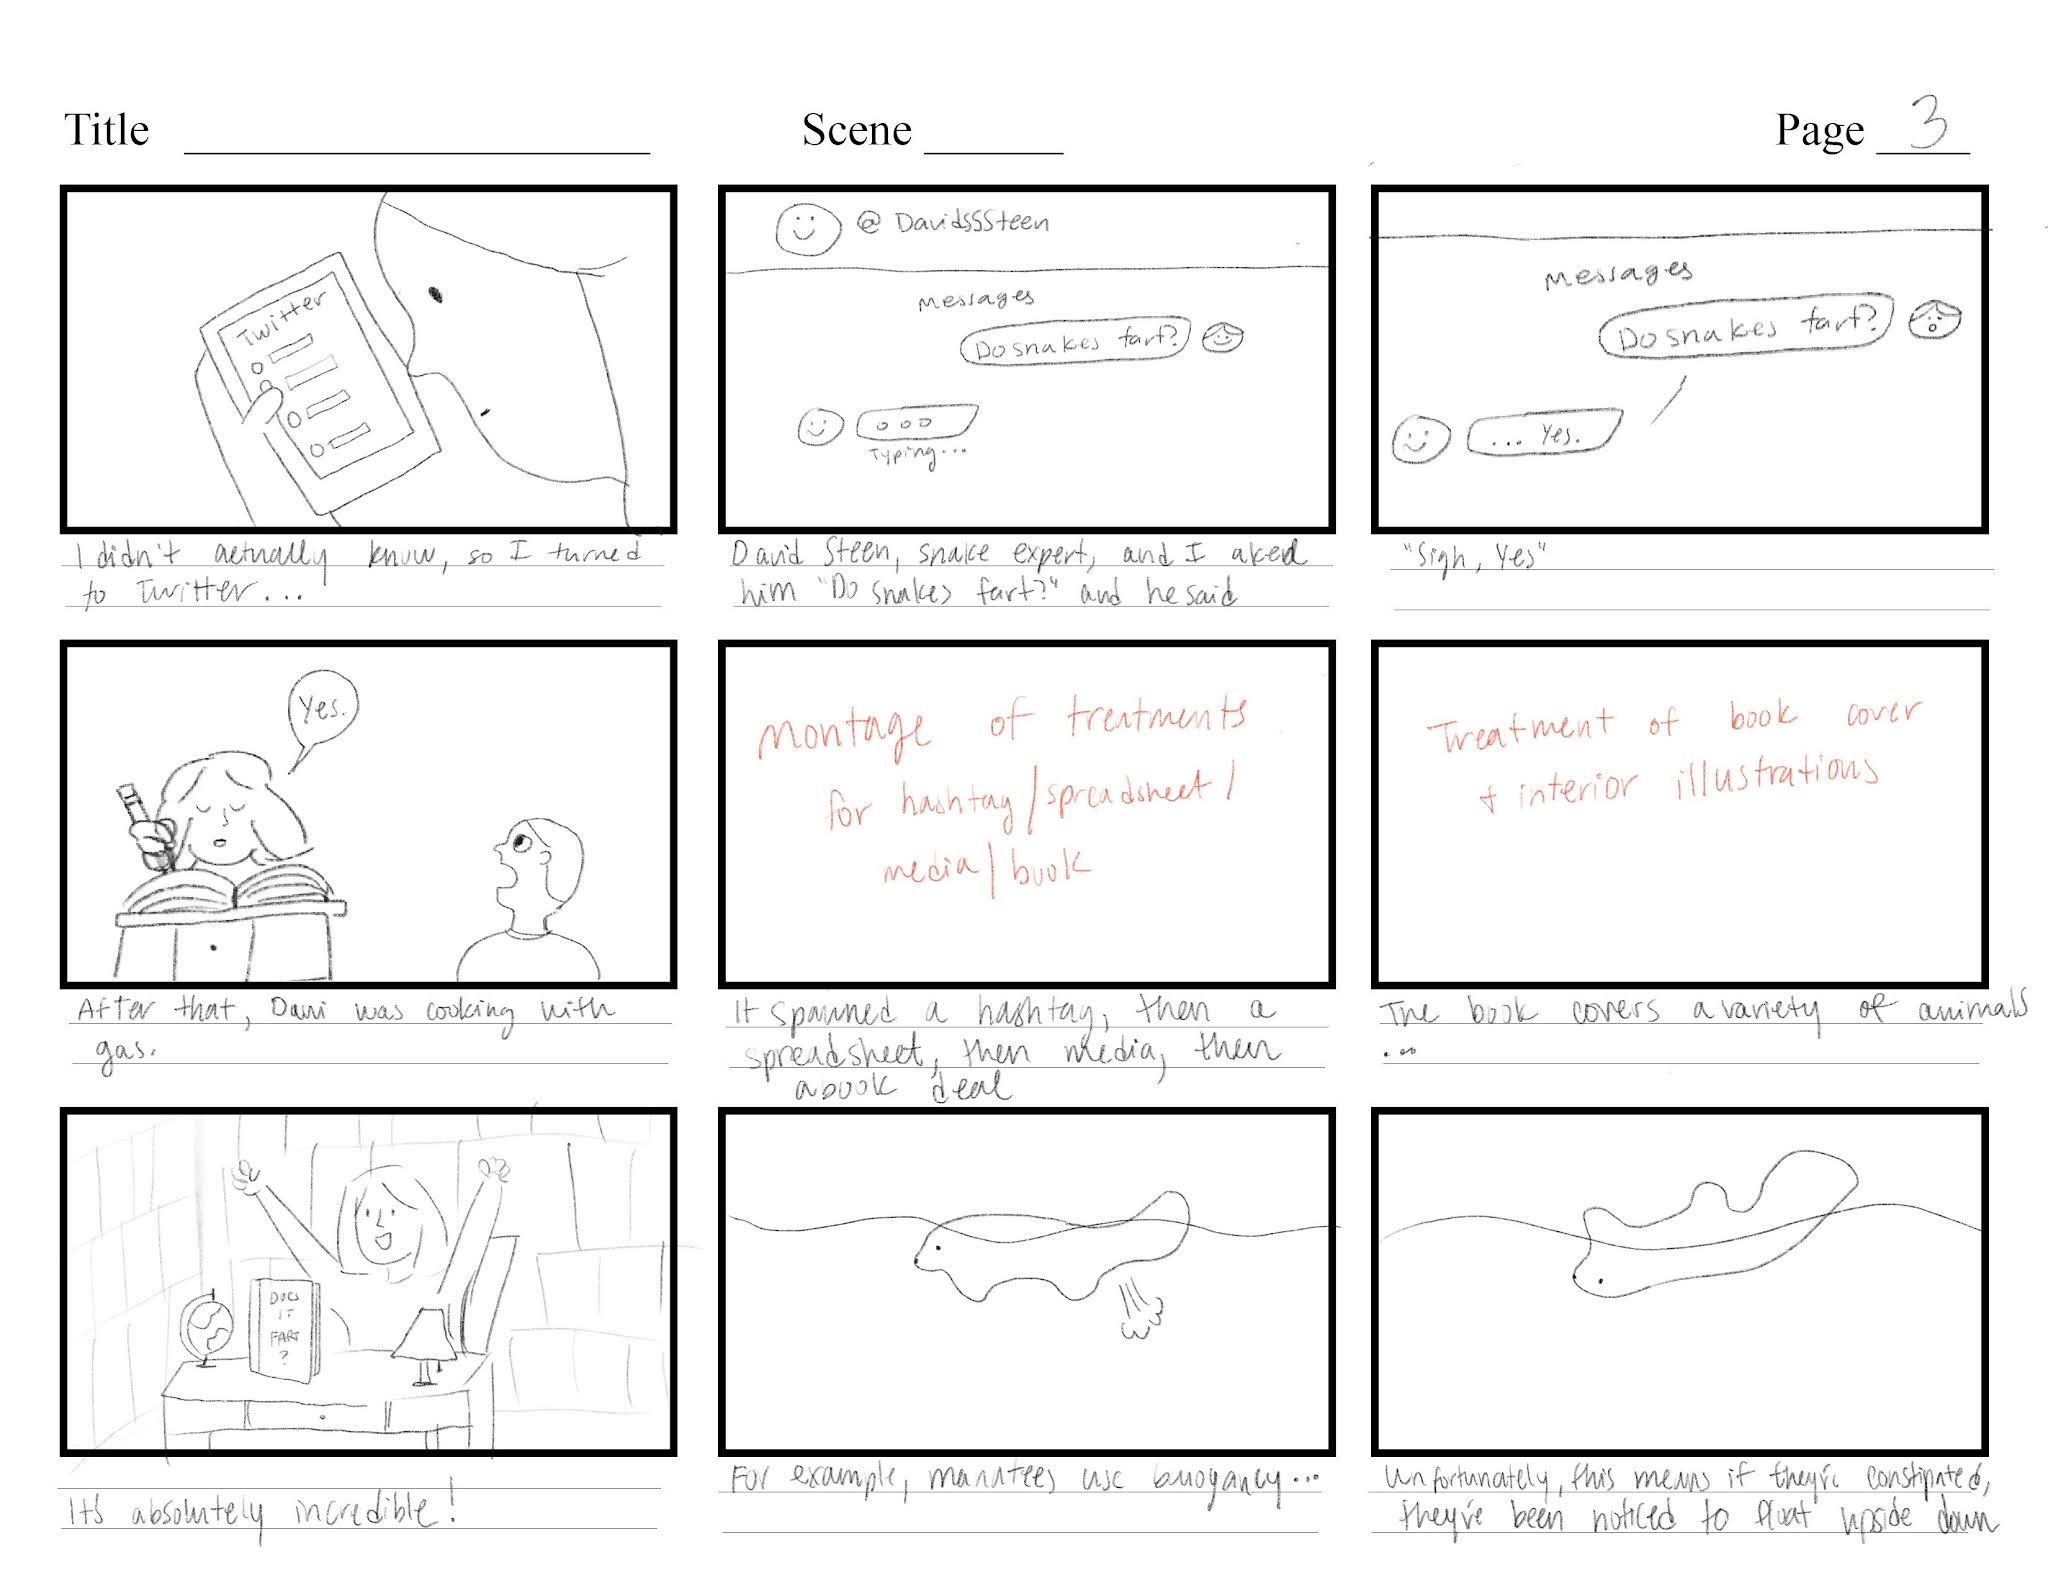 Title
Scene
Page 3
Twitter
I didn't actually know, so I turned
to Twitter...
@ DavidSSSteen
Messages
Do snakes fart?
ooo
Typing...
David Steen, snake expert, and I aked
him "Do snakes fart?" and he said
Messages
Do snakes fart?
... Yes.
"Sigh, Yes"
Yes.
After that, Dani was cooking with
gas.
Montage of treatments
for hashtag/spreadsheet/
media/book
It spawned a hashtag, then a
spreadsheet, then media, then
a book deal
Treatment of book cover
+ interior illustrations
The book covers a variety of animals
...
DOES
IT
FART
?
It's absolutely incredible!
For example, manatees use buoyancy...
Unfortunately, this means if they're constipated,
they've been noticed to float upside down